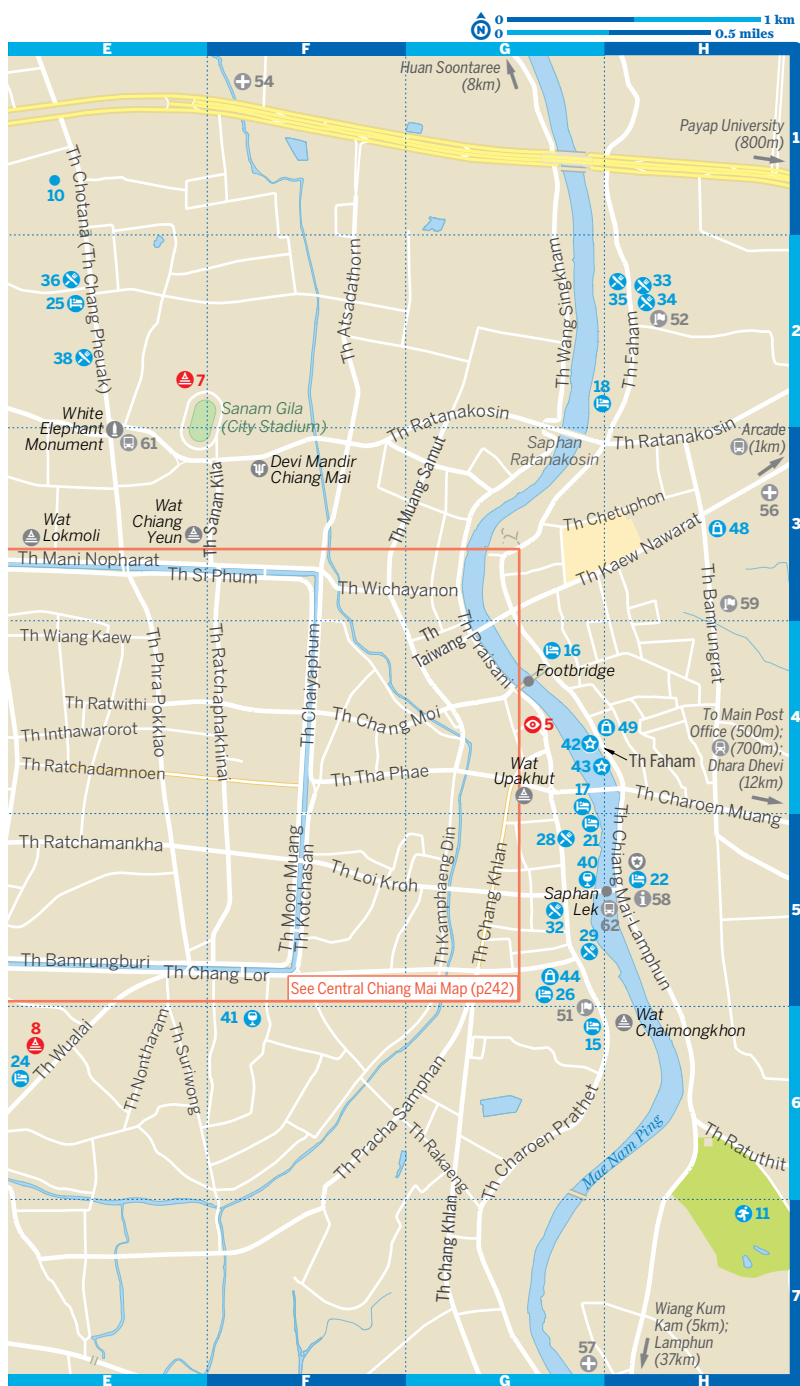 N
0
1 km
0
0.5 miles
E
F
G
H
54
Huan Soontaree
(8km)
1
Payap University
(800m)
Th Chotana (Th Chang Pheuak)
10
36
25
38
7
Th Atsadathorn
Th Wang Singkham
35
33
34
52
Th Faham
2
18
White
Elephant
Monument
61
Sanam Gila
(City Stadium)
Th Ratanakosin
Saphan
Ratanakosin
Th Ratanakosin
Arcade
(1km)
Devi Mandir
Chiang Mai
Th Muang Samut
56
Th Sanan Kila
Wat
Lokmoli
Wat
Chiang
Yeun
Th Chetuphon
48
3
Th Mani Nopharat
Th Si Phum
Th Wichayanon
Th Kaew Nawarat
Th Bamrungrat
59
Th Wiang Kaew
Th Phra Pokklao
Th Ratchaphakhinai
Th Chaiyaphum
Th
Taiwang
Th Praisani
16
Footbridge
Th Ratwithi
Th Inthawarorot
Th Chang Moi
5
49
42
43
Th Faham
4
To Main Post
Office (500m);
(700m);
Dhara Dhevi
(12km)
Th Ratchadamnoen
Th Tha Phae
Wat
Upakhut
17
Th Charoen Muang
21
28
Th Ratchamankha
Th Moon Muang
Th Kotchasan
Th Loi Kroh
Th Kamphaeng Din
Th Chang Khlan
40
22
58
Th Chiang Mai-Lamphun
Saphan
Lek
62
32
29
5
Th Bamrungburi
Th Chang Lor
See Central Chiang Mai Map (p242)
44
26
51
15
Wat
Chaimongkhon
41
8
24
Th Wualai
Th Nontharam
Th Suriwong
Th Pracha Samphan
Th Rakaeng
Th Charoen Prathet
Mae Nam Ping
6
Th Ratuthit
11
Th Chang Khlan
7
Wiang Kum
Kam (5km);
Lamphun
(37km)
57
E
F
G
H